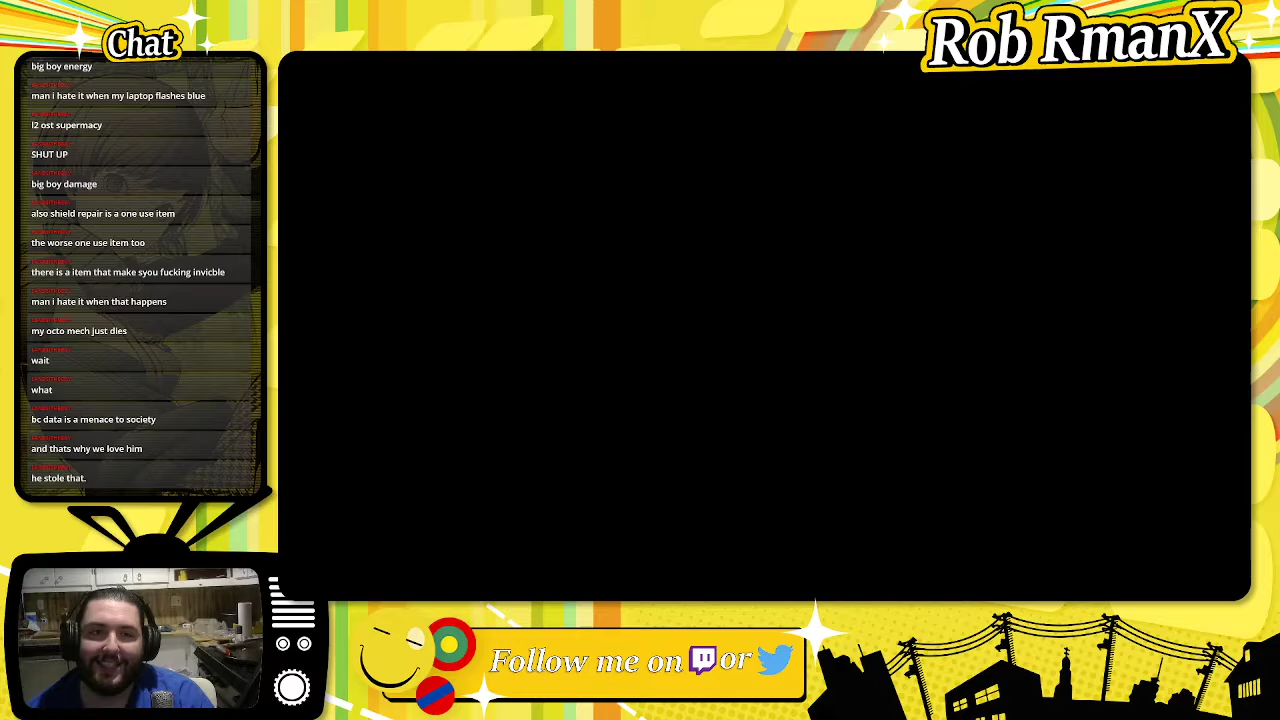 Chat
Rob RmanX
big boy energy
man i hate it when my laptop flashes blue
l2 ost supermacy
SHUT UP
big boy damage
also shield repair is a one use item
the worse one use item too
there is a item that make syou fucking invicble
man i hate it when that happens
my octo mech just dies
wait
what
bc data is a menace to society
and thats why we love him
he stole that.
Follow me on or